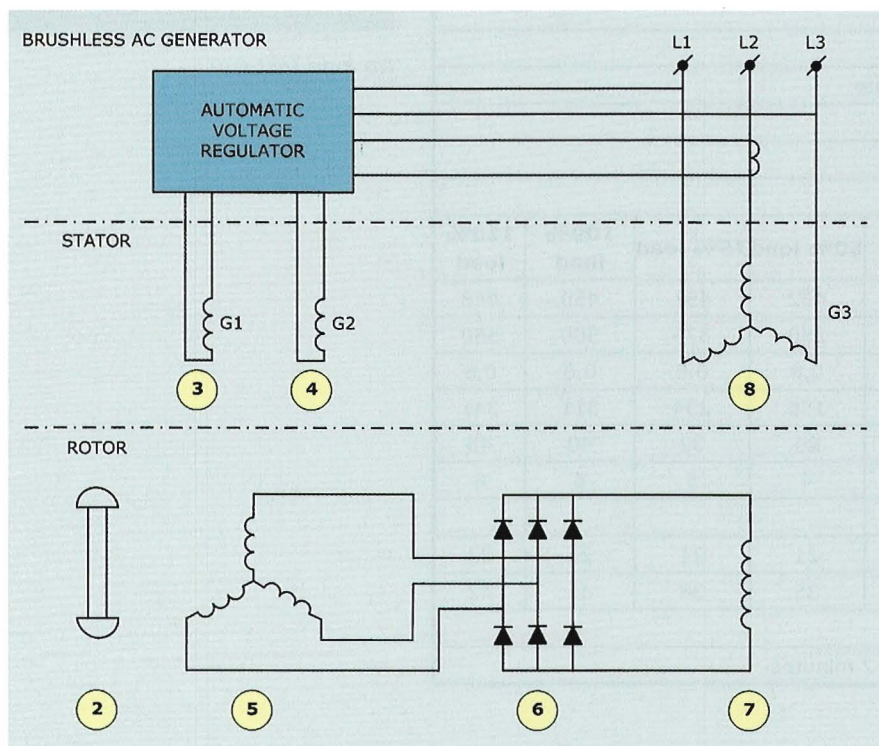 BRUSHLESS AC GENERATOR
L1 L2 L3
AUTOMATIC
VOLTAGE
REGULATOR
STATOR
G1 G2 G3
3 4 8
ROTOR
2 5 6 7